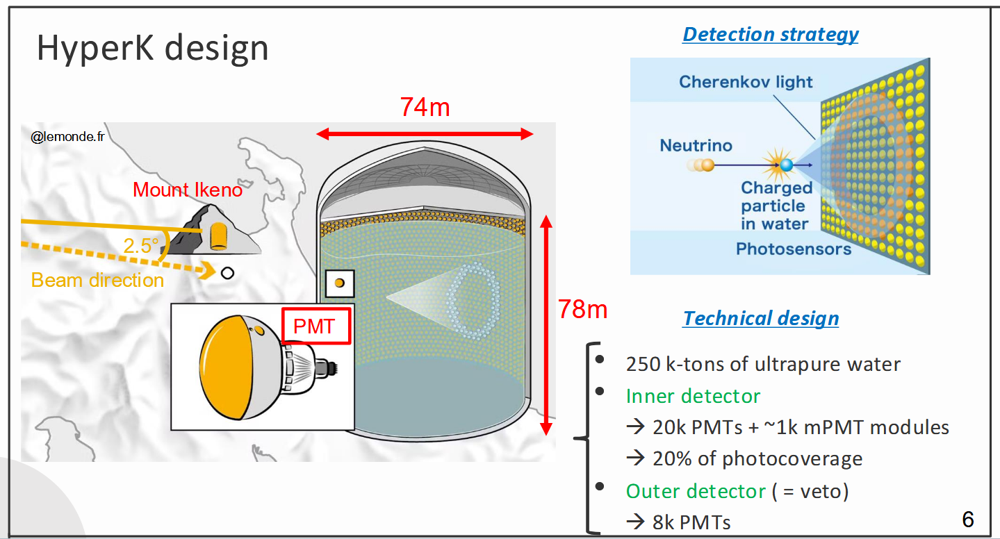 HyperK design
74m
@lemonde.fr
Mount Ikeno
2.5°
Beam direction
PMT
78m
Detection strategy
Cherenkov light
Neutrino
Charged
particle
in water
Photosensors
Technical design
• 250 k-tons of ultrapure water
• Inner detector
→ 20k PMTs + ~1k mPMT modules
→ 20% of photocoverage
• Outer detector ( = veto)
→ 8k PMTs
6